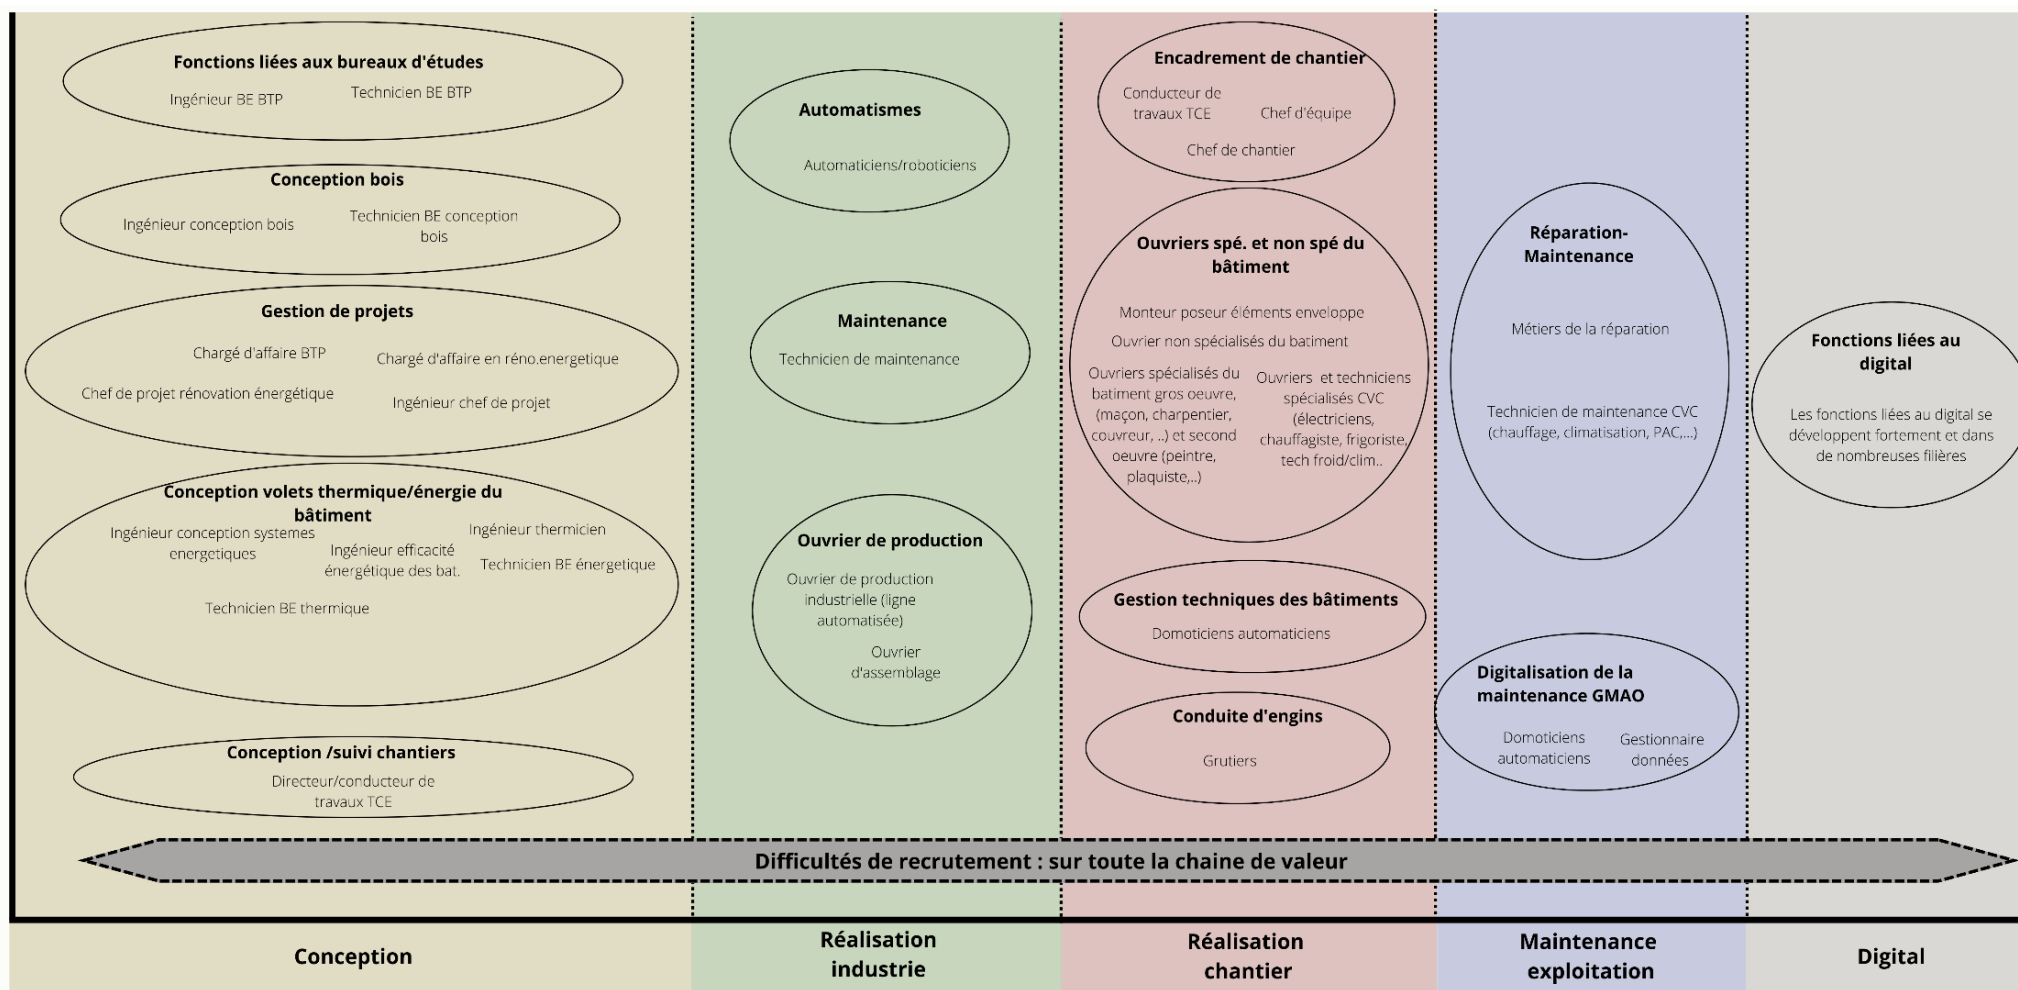 Fonctions liées aux bureaux d'études
Ingénieur BE BTP
Technicien BE BTP
Conception bois
Ingénieur conception bois
Technicien BE conception
bois
Gestion de projets
Chargé d'affaire BTP
Chargé d'affaire en réno.energetique
Chef de projet rénovation énergétique
Ingénieur chef de projet
Conception volets thermique/énergie du
bâtiment
Ingénieur conception systemes
energetiques
Ingénieur efficacité
énergétique des bat.
Ingénieur thermicien
Technicien BE énergetique
Technicien BE thermique
Conception /suivi chantiers
Directeur/conducteur de
travaux TCE
Automatismes
Automaticiens/roboticiens
Maintenance
Technicien de maintenance
Ouvrier de production
Ouvrier de production
industrielle (ligne
automatisée)
Ouvrier
d'assemblage
Encadrement de chantier
Conducteur de
travaux TCE
Chef d'équipe
Chef de chantier
Ouvriers spé. et non spé du
bâtiment
Monteur poseur éléments enveloppe
Ouvrier non spécialisés du batiment
Ouvriers spécialisés du
batiment gros oeuvre,
(maçon, charpentier,
couvreur, ..) et second
oeuvre (peintre,
plaquiste,..)
Ouvriers et techniciens
spécialisés CVC
(électriciens,
chauffagiste, frigoriste,
tech froid/clim..
Gestion techniques des bâtiments
Domoticiens automaticiens
Conduite d'engins
Grutiers
Réparation-
Maintenance
Métiers de la réparation
Technicien de maintenance CVC
(chauffage, climatisation, PAC,...)
Digitalisation de la
maintenance GMAO
Domoticiens
automaticiens
Gestionnaire
données
Fonctions liées au
digital
Les fonctions liées au digital se
développent fortement et dans
de nombreuses filières
Difficultés de recrutement : sur toute la chaine de valeur
Conception
Réalisation
industrie
Réalisation
chantier
Maintenance
exploitation
Digital